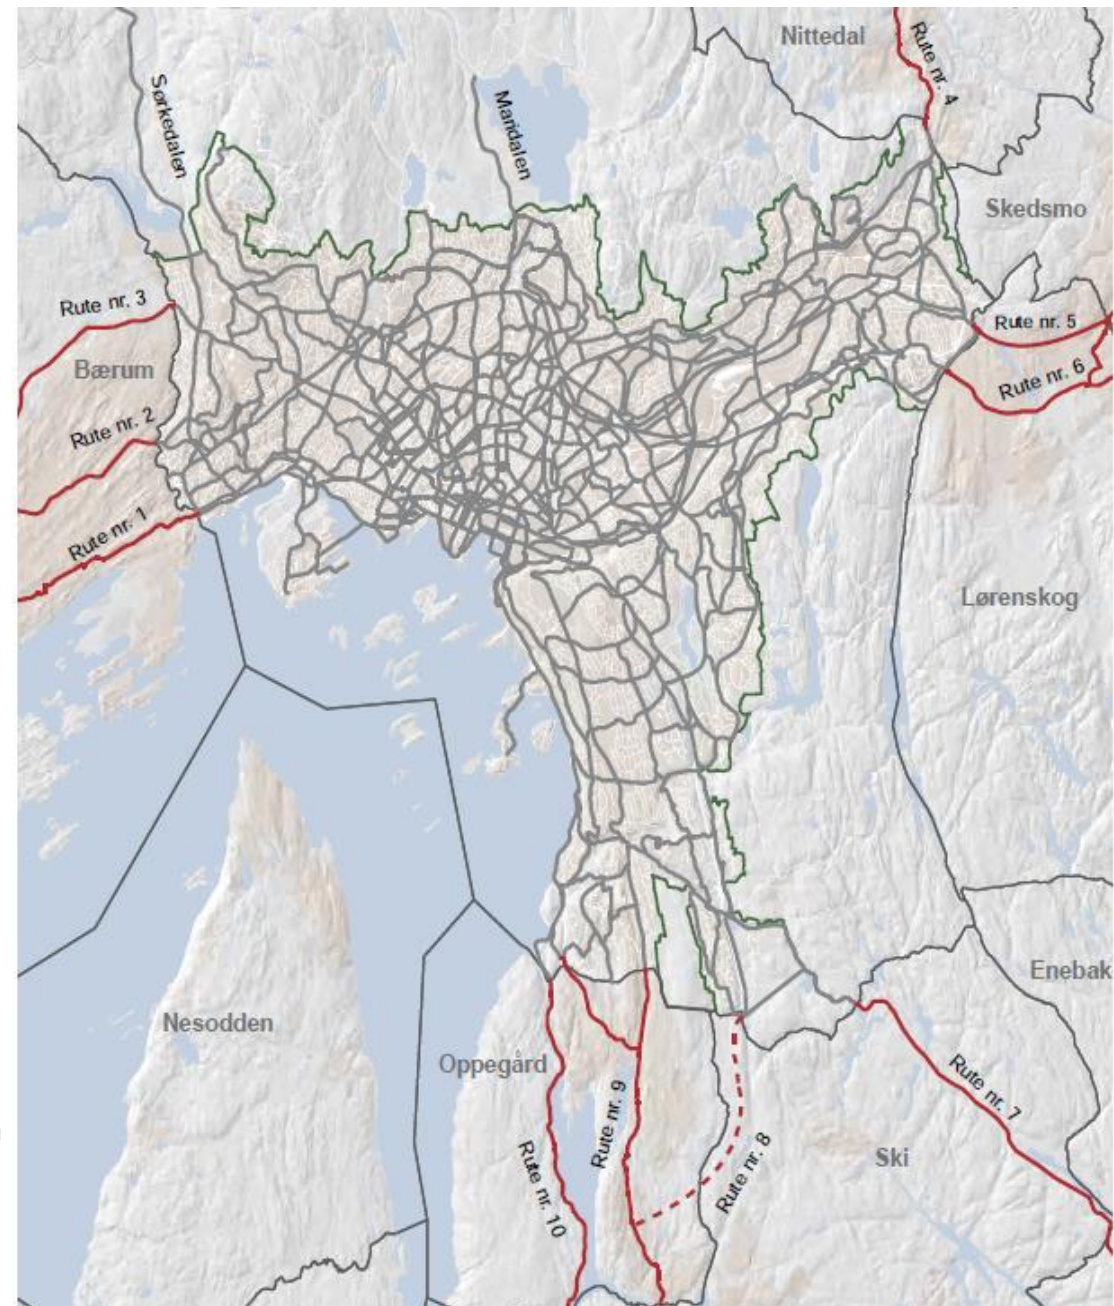 Nittedal
Rute nr. 4
Sørkedalen
Maridalen
Skedsmo
Rute nr. 3
Rute nr. 5
Bærum
Rute nr. 6
Rute nr. 2
Rute nr. 1
Lørenskog
Enebak
Nesodden
Oppegård
Rute nr. 7
Rute nr. 9
Rute nr. 8
Ski
Rute nr. 10